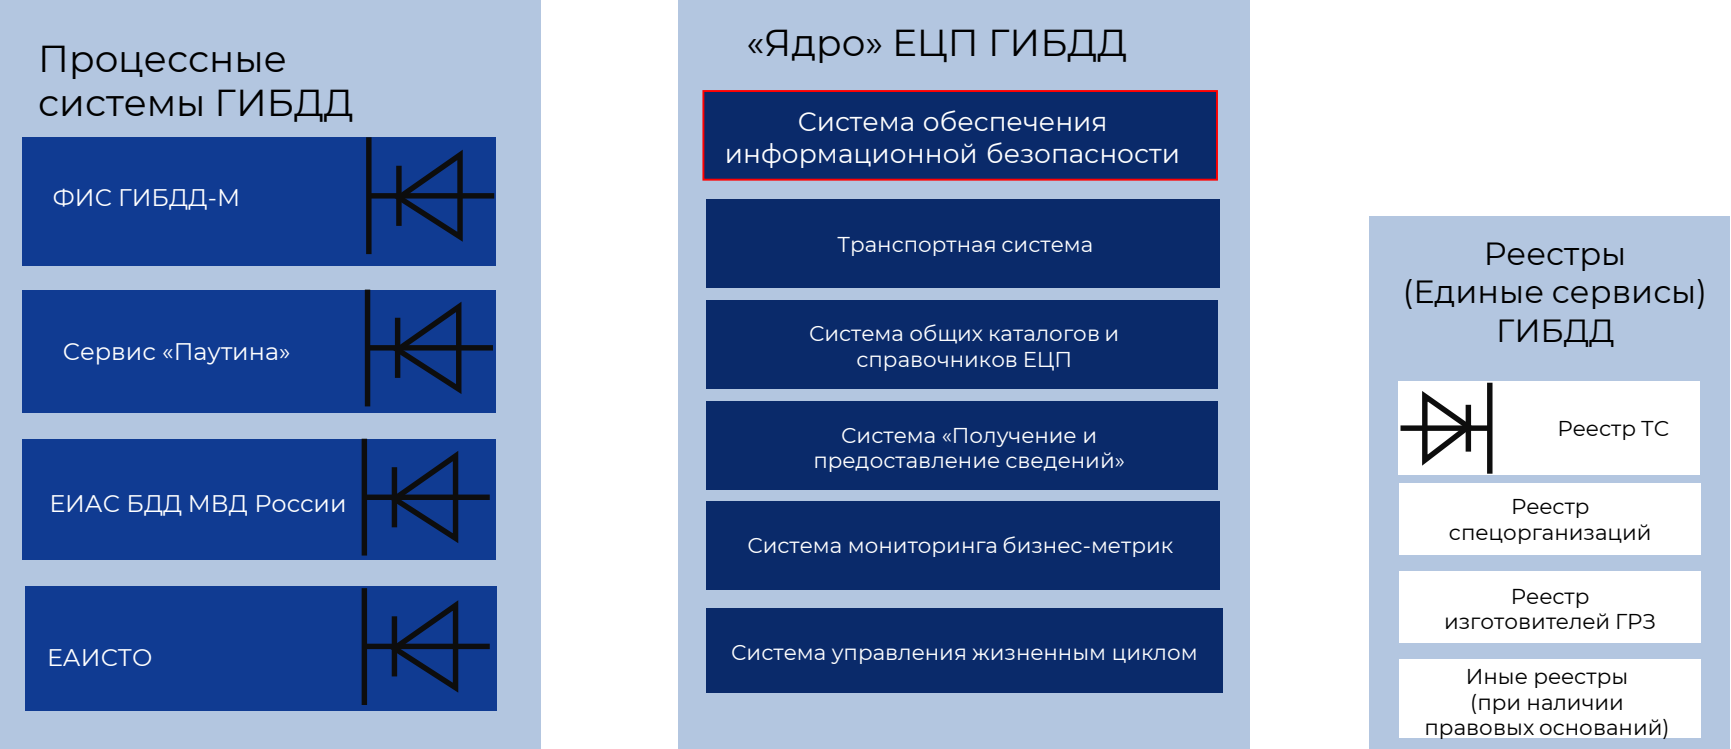 Процессные
системы ГИБДД
ФИС ГИБДД-М
Сервис «Паутина»
ЕИАС БДД МВД России
ЕАИСТО
«Ядро» ЕЦП ГИБДД
Система обеспечения
информационной безопасности
Транспортная система
Система общих каталогов и
справочников ЕЦП
Система «Получение и
предоставление сведений»
Система мониторинга бизнес-метрик
Система управления жизненным циклом
Реестры
(Единые сервисы)
ГИБДД
Реестр ТС
Реестр
спецорганизаций
Реестр
изготовителей ГРЗ
Иные реестры
(при наличии
правовых оснований)